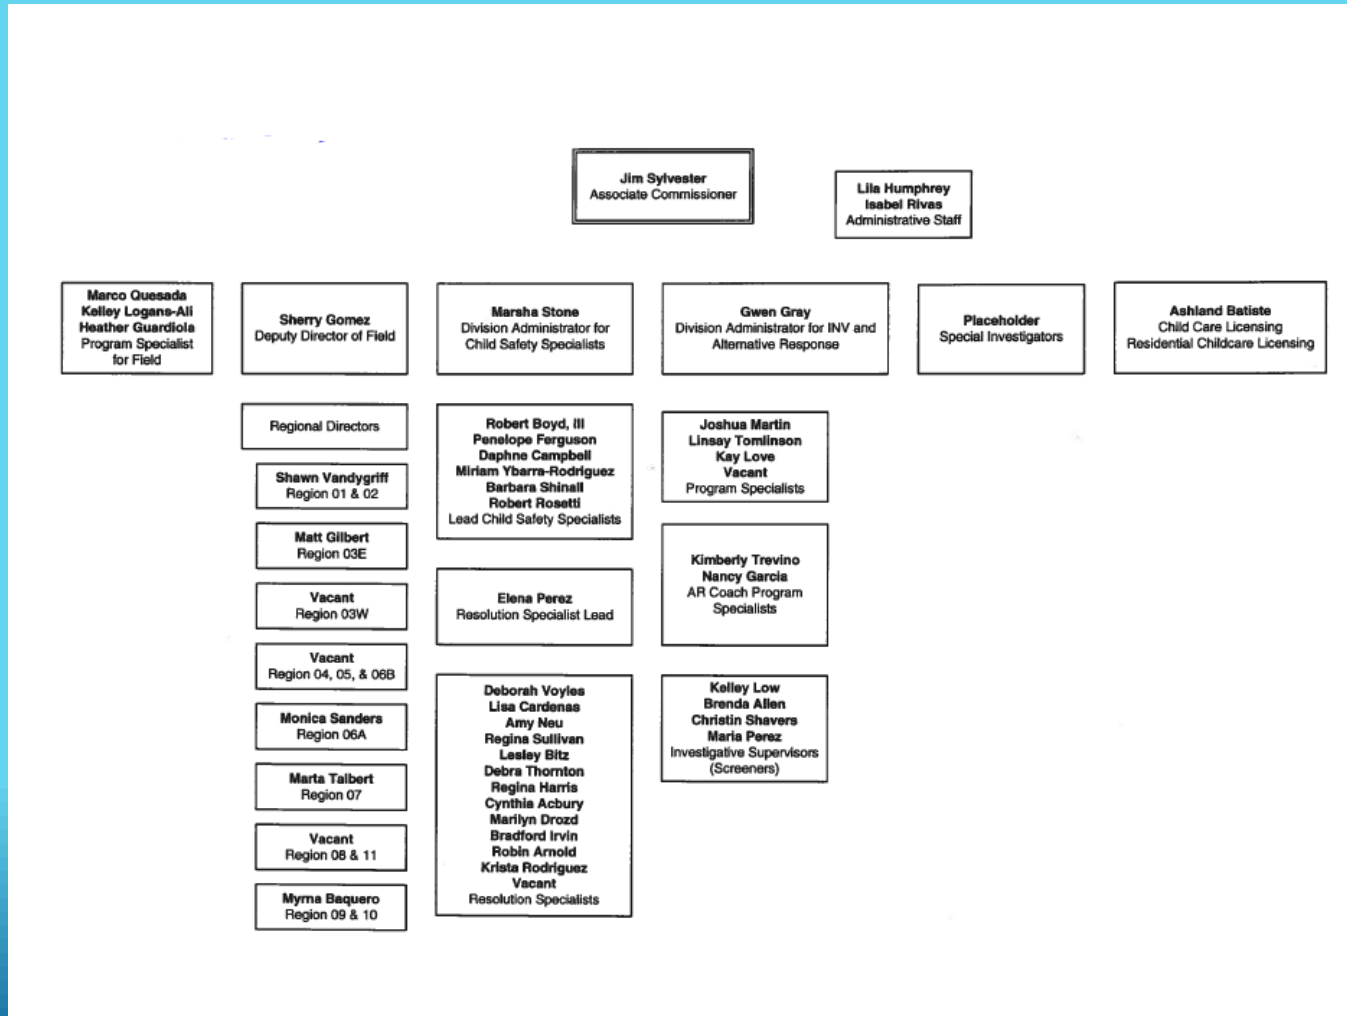 Jim Sylvester
Associate Commissioner
Lila Humphrey
Isabel Rivas
Administrative Staff
Marco Quesada
Kelley Logans-Ali
Heather Guardiola
Program Specialist
for Field
Sherry Gomez
Deputy Director of Field
Marsha Stone
Division Administrator for
Child Safety Specialists
Gwen Gray
Division Administrator for INV and
Alternative Response
Placeholder
Special Investigators
Ashland Batiste
Child Care Licensing
Residential Childcare Licensing
Regional Directors
Shawn Vandygriff
Region 01 & 02
Matt Gilbert
Region 03E
Vacant
Region 03W
Vacant
Region 04, 05, & 06B
Monica Sanders
Region 06A
Marta Talbert
Region 07
Vacant
Region 08 & 11
Myrna Baquero
Region 09 & 10
Robert Boyd, III
Penelope Ferguson
Daphne Campbell
Miriam Ybarra-Rodriguez
Barbara Shinall
Robert Rosetti
Lead Child Safety Specialists
Elena Perez
Resolution Specialist Lead
Deborah Voyles
Lisa Cardenas
Amy Neu
Regina Sullivan
Lesley Bitz
Debra Thornton
Regina Harris
Cynthia Acbury
Marilyn Drozd
Bradford Irvin
Robin Arnold
Krista Rodriguez
Vacant
Resolution Specialists
Joshua Martin
Linsay Tomlinson
Kay Love
Vacant
Program Specialists
Kimberly Trevino
Nancy Garcia
AR Coach Program
Specialists
Kelley Low
Brenda Allen
Christin Shavers
Maria Perez
Investigative Supervisors
(Screeners)